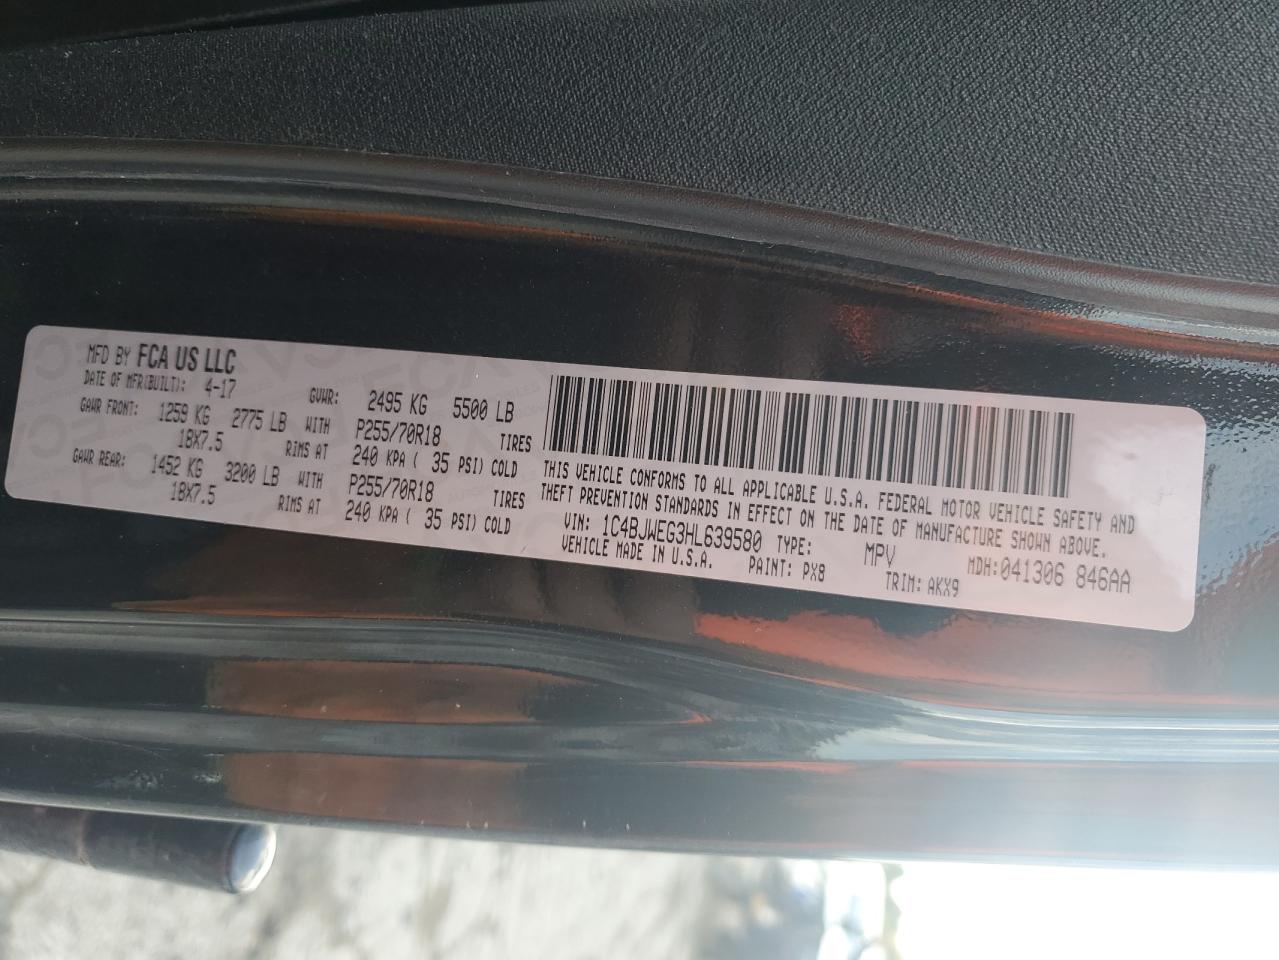 MFD BY FCA US LLC
DATE OF MFR(BUILT): 4-17 GVWR: 2495 KG 5500 LB
GAWR FRONT: 1259 KG 2775 LB WITH P255/70R18 TIRES
18X7.5 RIMS AT 240 KPA ( 35 PSI) COLD
GAWR REAR: 1452 KG 3200 LB WITH P255/70R18 TIRES
18X7.5 RIMS AT 240 KPA ( 35 PSI) COLD
THIS VEHICLE CONFORMS TO ALL APPLICABLE U.S.A. FEDERAL MOTOR VEHICLE SAFETY AND
THEFT PREVENTION STANDARDS IN EFFECT ON THE DATE OF MANUFACTURE SHOWN ABOVE.
VIN: 1C4BJWEG3HL639580 TYPE: MPV MDH:041306 846AA
VEHICLE MADE IN U.S.A. PAINT: PX8 TRIM: AKX9